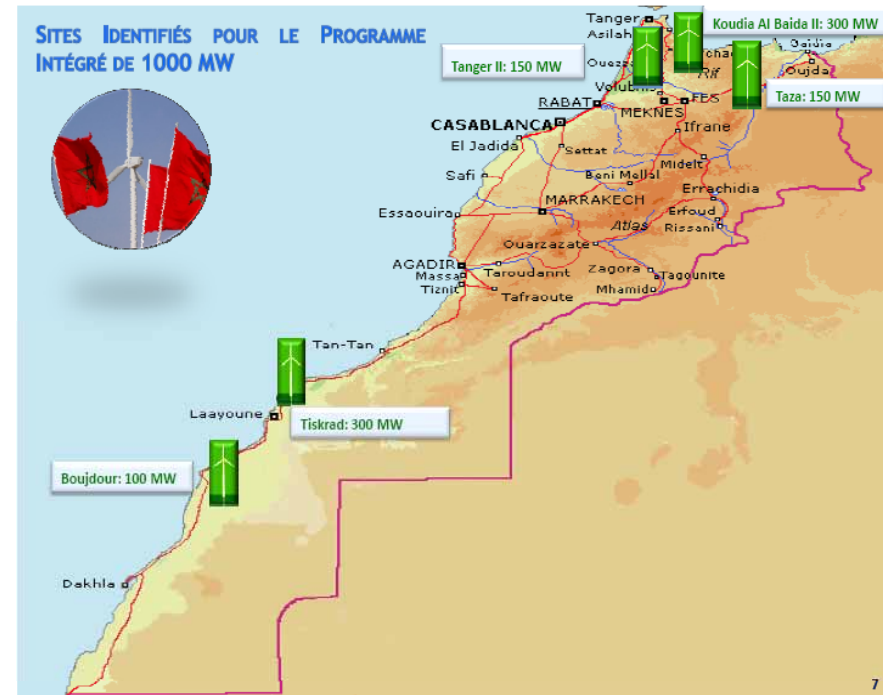 SITES IDENTIFIÉS POUR LE PROGRAMME
INTÉGRÉ DE 1000 MW
Tanger
Koudia Al Baida II: 300 MW
Asilah
Saidia
Oujda
Tanger II: 150 MW
Rif
Volubilis
Taza: 150 MW
RABAT
MEKNES
FES
CASABLANCA
Ifrane
El Jadida
Settat
Midelt
Safi
Beni Mellal
Errachidia
MARRAKECH
Essaouira
Erfoud
Atlas
Rissani
Ouarzazate
AGADIR
Massa
Taroudannt
Zagora
Tagounite
Tiznit
Tafraoute
Mhamid
Tan-Tan
Laayoune
Tiskrad: 300 MW
Boujdour: 100 MW
Dakhla
7